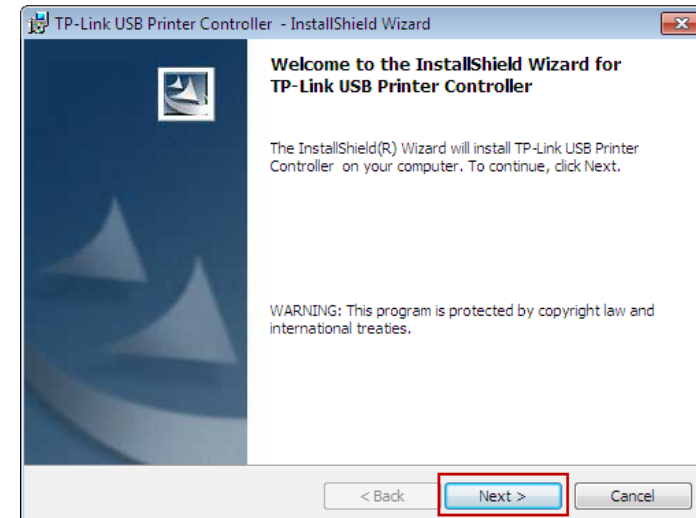 TP-Link USB Printer Controller - InstallShield Wizard
Welcome to the InstallShield Wizard for
TP-Link USB Printer Controller
The InstallShield(R) Wizard will install TP-Link USB Printer
Controller on your computer. To continue, click Next.
WARNING: This program is protected by copyright law and
international treaties.
< Back Next > Cancel